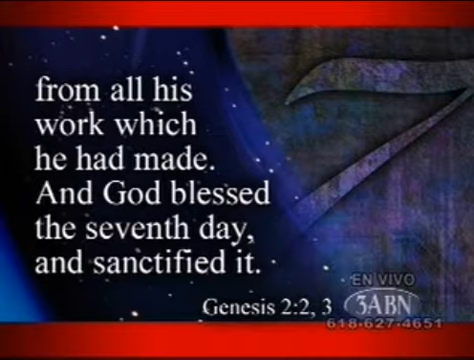 7
from all his
work which
he had made.
And God blessed
the seventh day,
and sanctified it.
Genesis 2:2, 3
EN VIVO
3ABN
618-627-4651